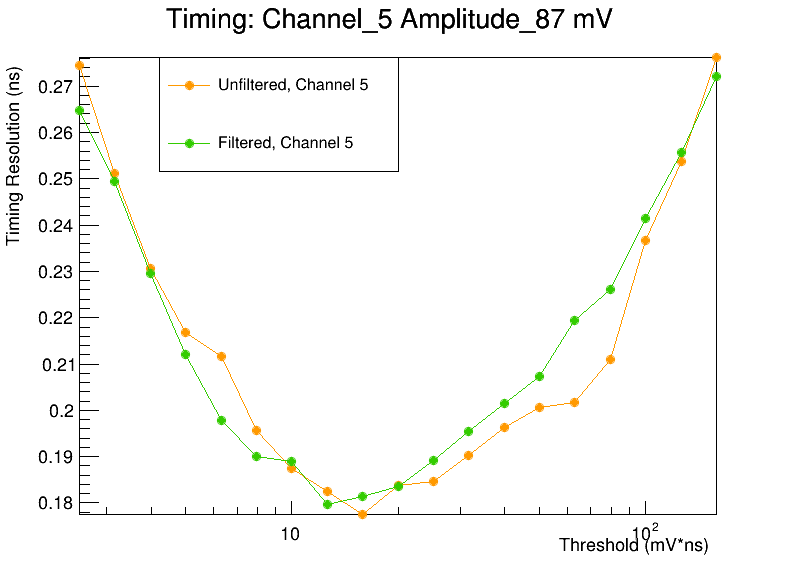 Timing: Channel_5 Amplitude_87 mV
Timing Resolution (ns)
Unfiltered, Channel 5
Filtered, Channel 5
0.27
0.26
0.25
0.24
0.23
0.22
0.21
0.2
0.19
0.18
10
10²
Threshold (mV*ns)